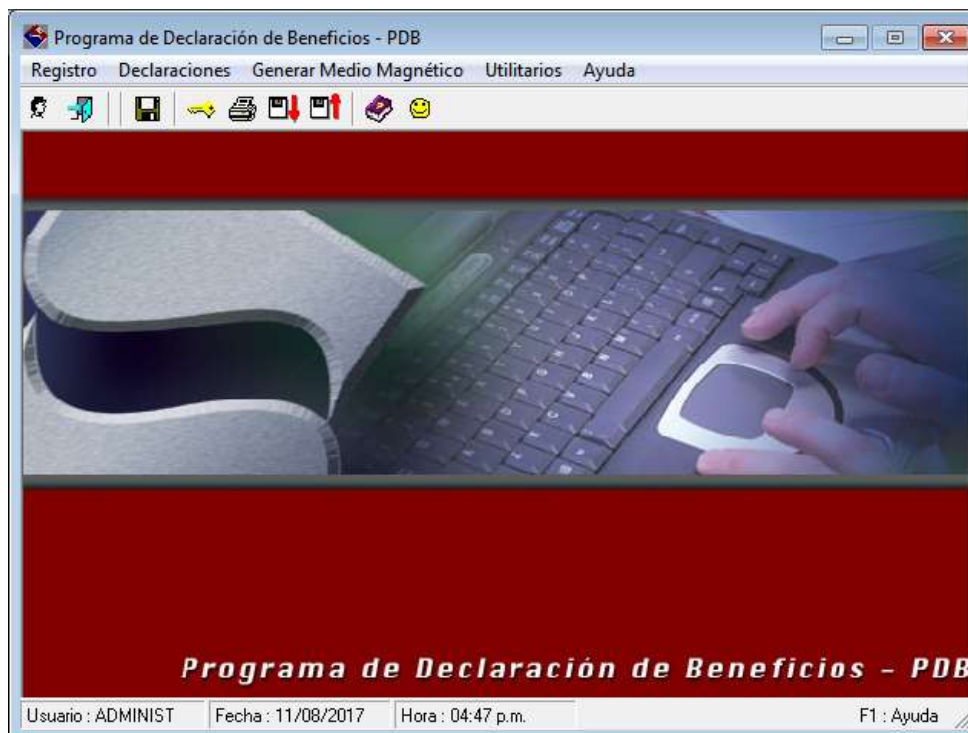 Programa de Declaración de Beneficios - PDB
Registro Declaraciones Generar Medio Magnético Utilitarios Ayuda
Programa de Declaración de Beneficios - PDB
Usuario : ADMINIST Fecha : 11/08/2017 Hora : 04:47 p.m. F1 : Ayuda